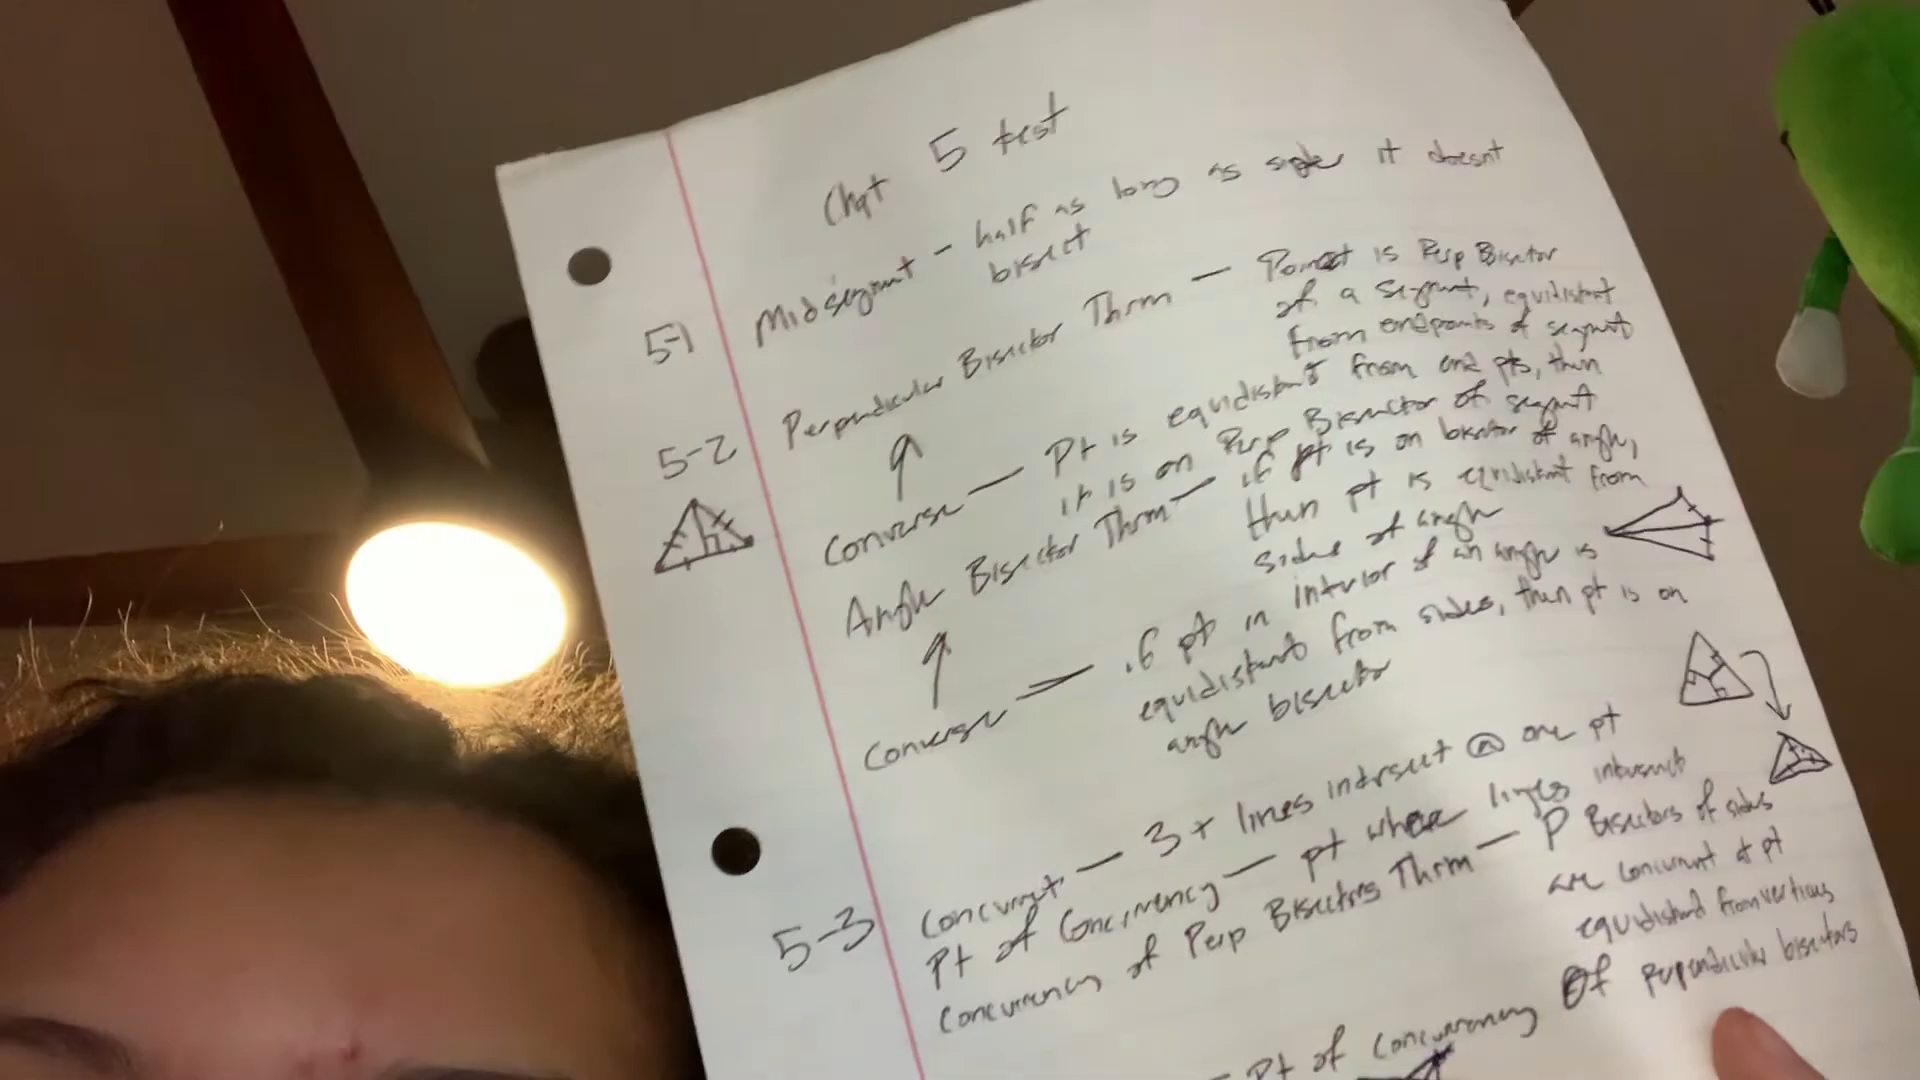 Chpt 5 test
5-1 Midsegment - half as long as side it doesnt
bisect
5-2 Perpendicular Bisector Thrm — Point is Perp Bisector
of a segment, equidistant
from endpoints of segment
Converse — Pt is equidistant from end pts, then
it is on Perp Bisector of segment
Angle Bisector Thrm — if pt is on bisector of angle,
then pt is equidistant from
sides of angle
Converse — if pt in interior of an angle is
equidistant from sides, then pt is on
angle bisector
5-3 Concurrent — 3+ lines intersect @ one pt
Pt of Concurrency — pt where lines intersect
Concurrency of Perp Bisectors Thrm — P Bisectors of sides
are concurrent at pt
equidistant from vertices
Pt of concurrency Of perpendicular bisectors